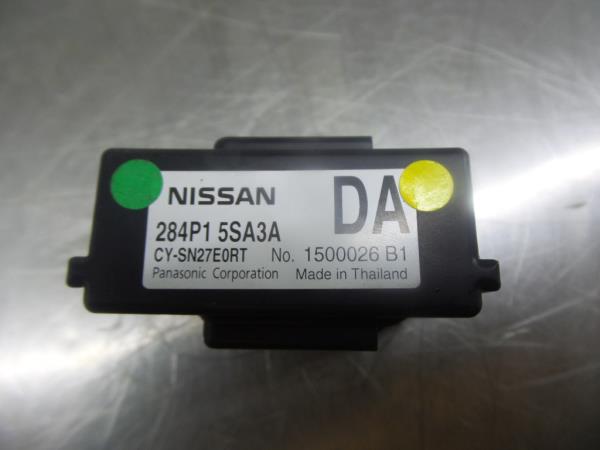 NISSAN DA
284P1 5SA3A
CY-SN27E0RT No. 1500026 B1
Panasonic Corporation Made in Thailand